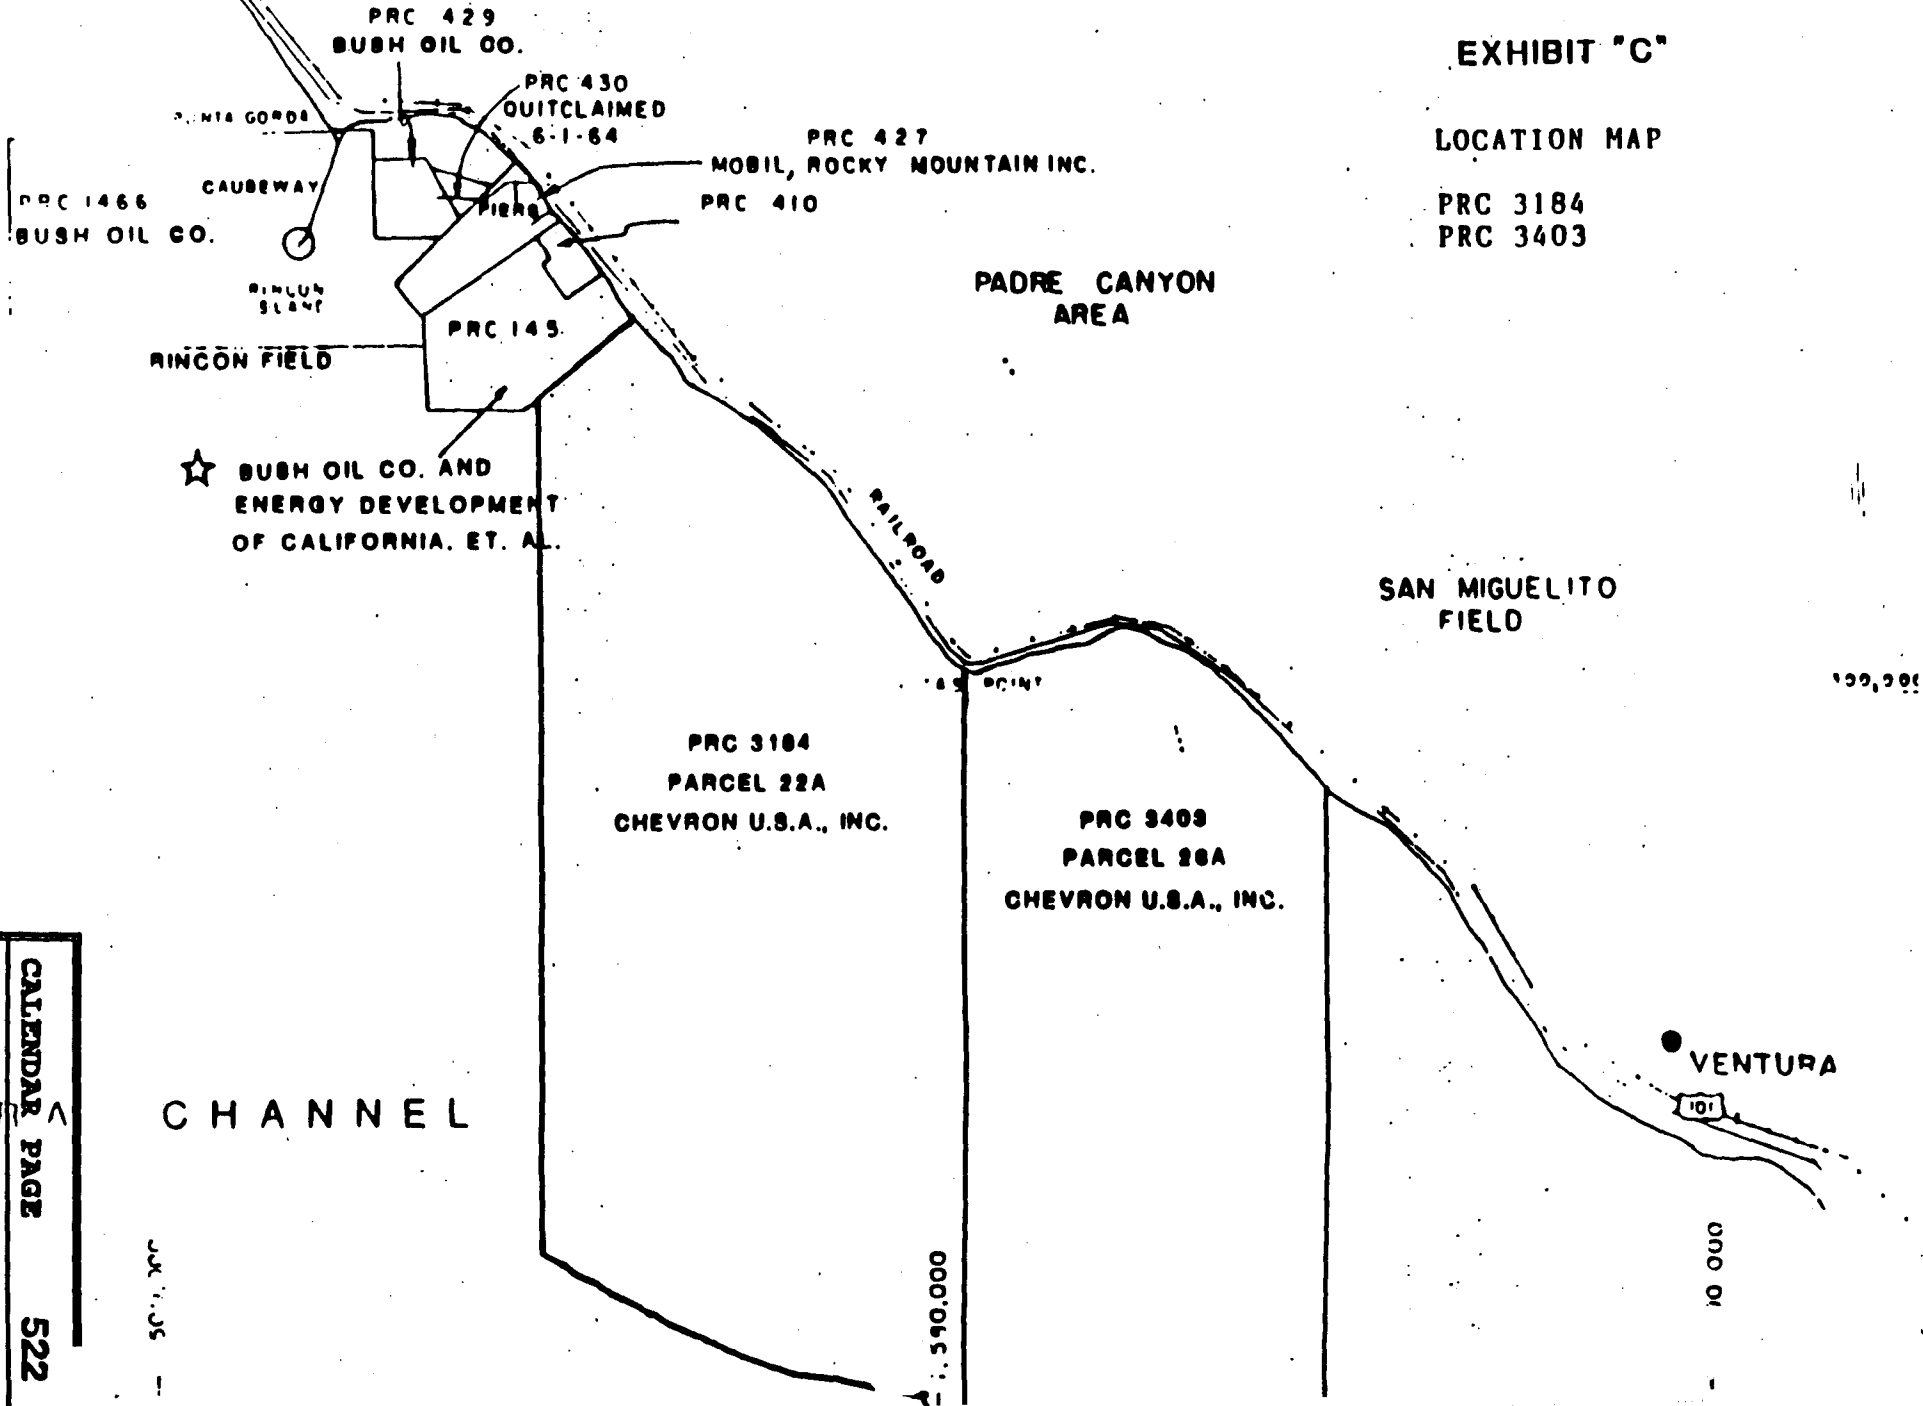 PRC 429
BUSH OIL CO.
EXHIBIT "C"
PRC 430
QUITCLAIMED
6-1-64
GORDA
PRC 427
MOBIL, ROCKY MOUNTAIN INC.
LOCATION MAP
CAUSEWAY
PRC 1466
BUSH OIL CO.
PIERS
PRC 410
PRC 3184
PRC 3403
PADRE CANYON
AREA
PRC 145
RINCON FIELD
BUSH OIL CO. AND
ENERGY DEVELOPMENT
OF CALIFORNIA. ET. AL.
RAILROAD
SAN MIGUELITO
FIELD
POINT
PRC 3184
PARCEL 22A
CHEVRON U.S.A., INC.
PRC 3403
PARCEL 26A
CHEVRON U.S.A., INC.
VENTURA
101
CHANNEL
CALENDAR PAGE 522
590,000